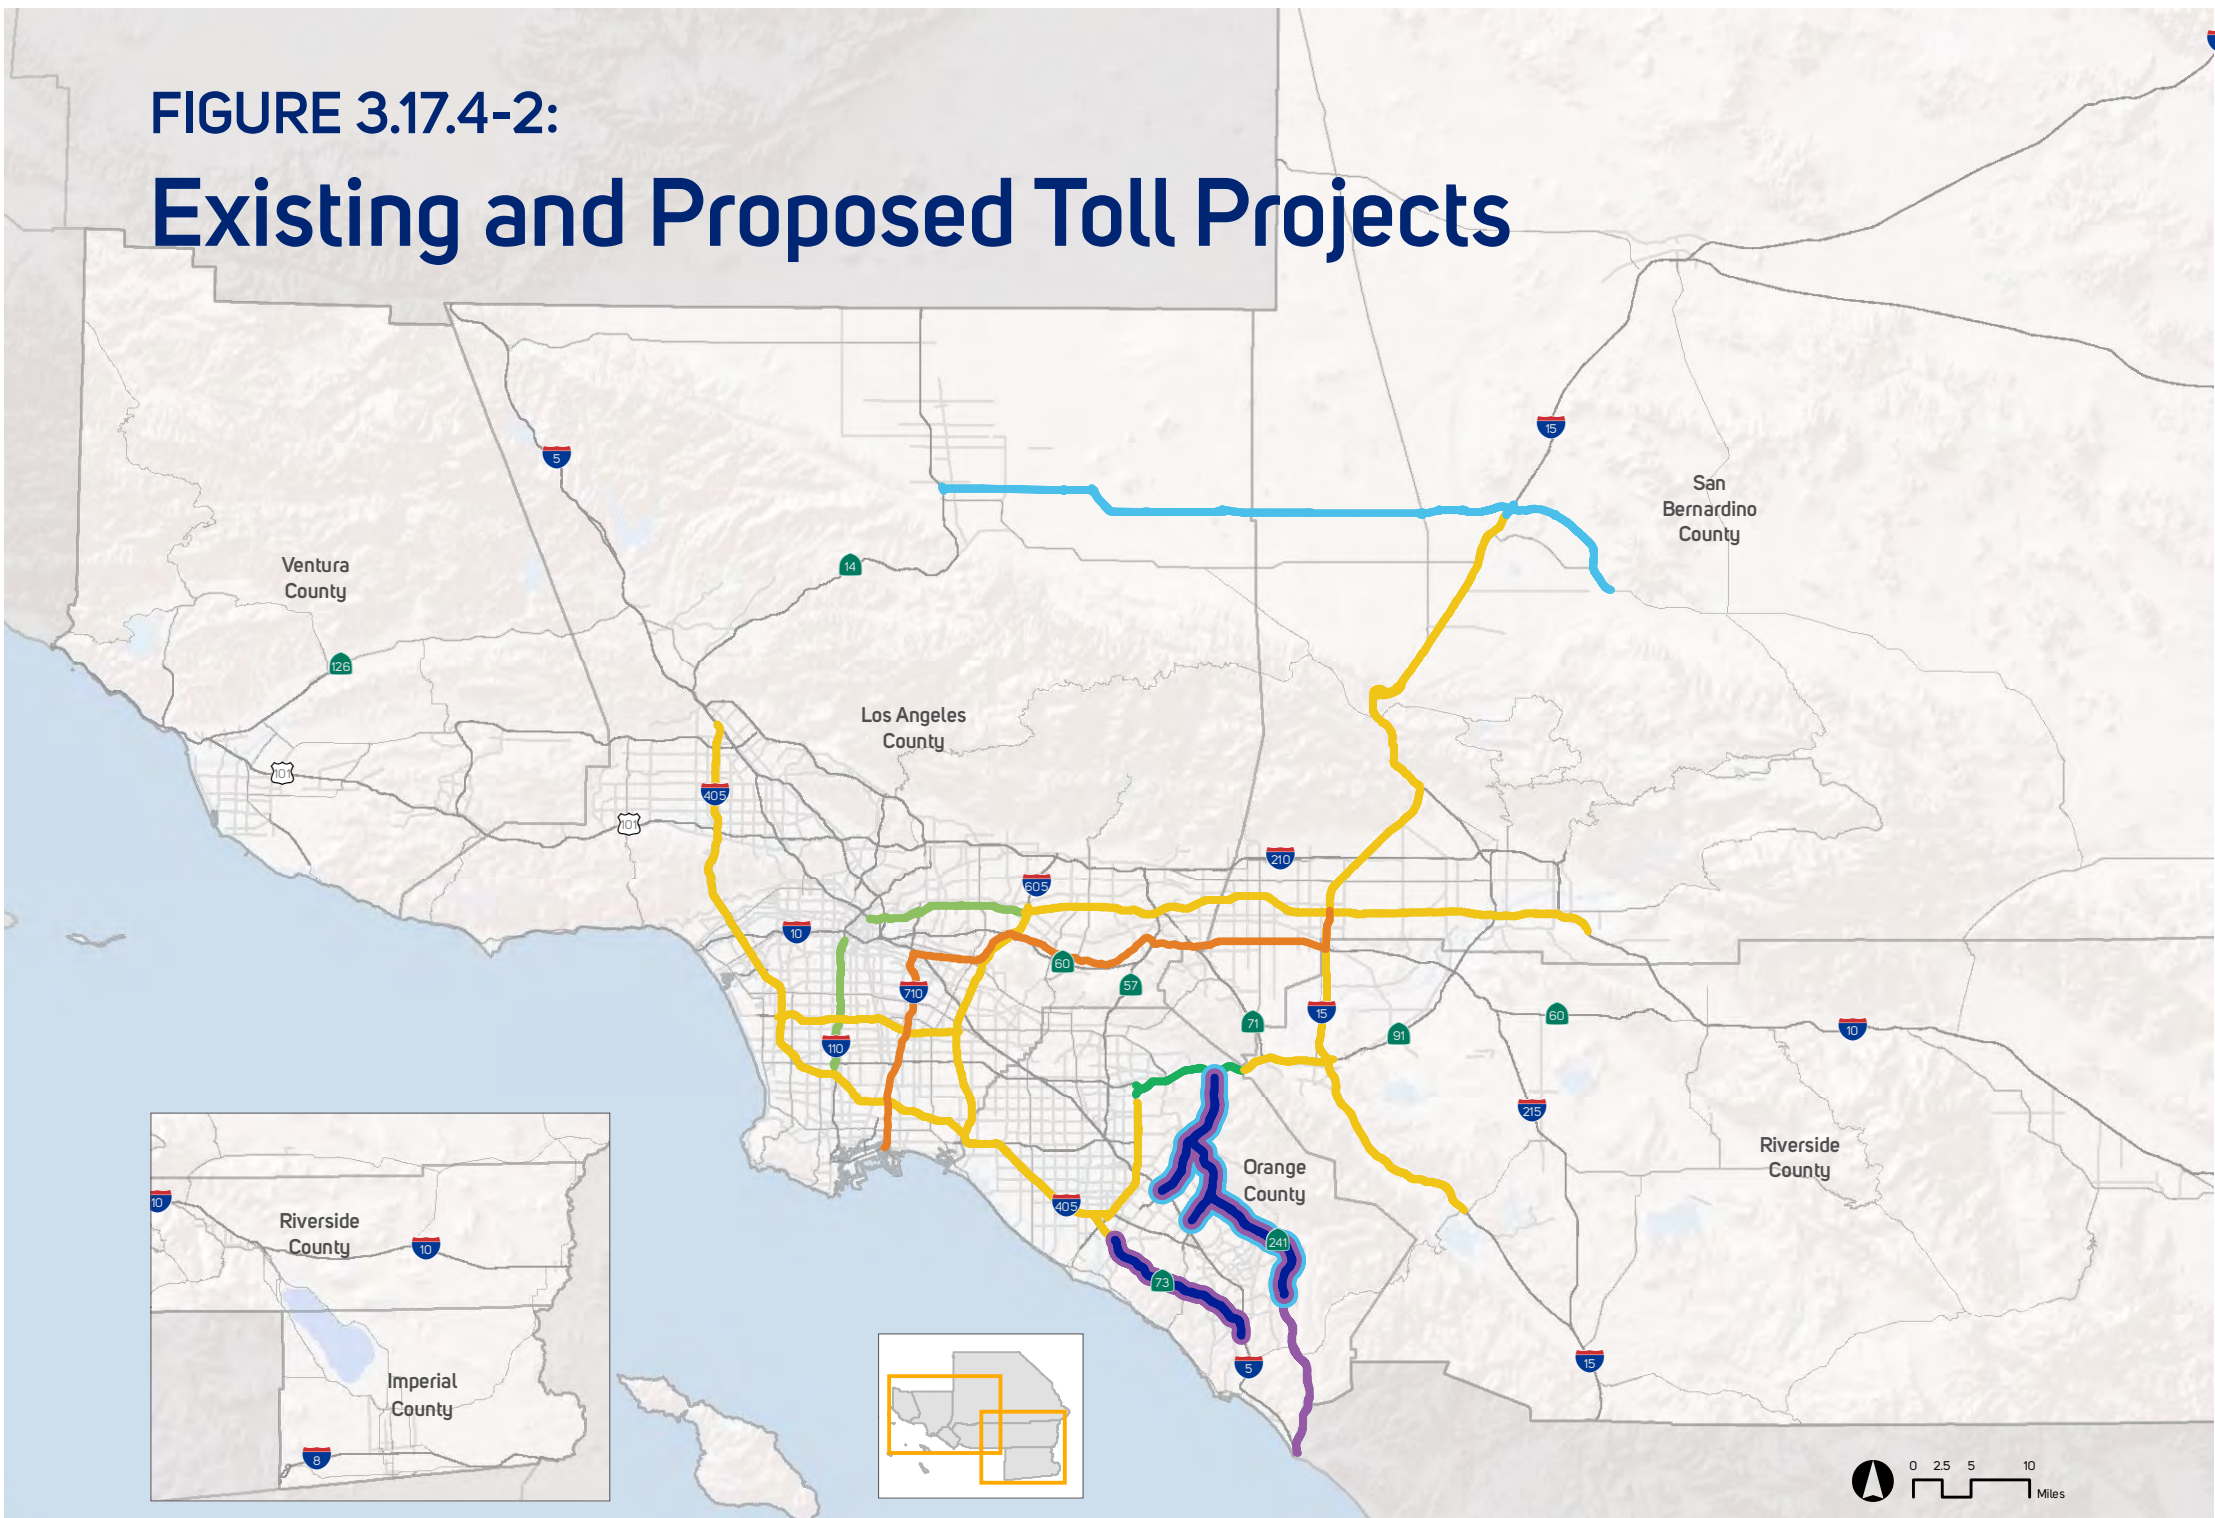 FIGURE 3.17.4-2:
Existing and Proposed Toll Projects
15
5
San
Bernardino
County
14
Ventura
County
126
Los Angeles
County
101
405
101
210
605
10
60
57
710
71
15
91
60
10
110
215
Orange
County
Riverside
County
405
241
73
5
15
10
Riverside
County
10
Imperial
County
8
0 2.5 5 10
Miles